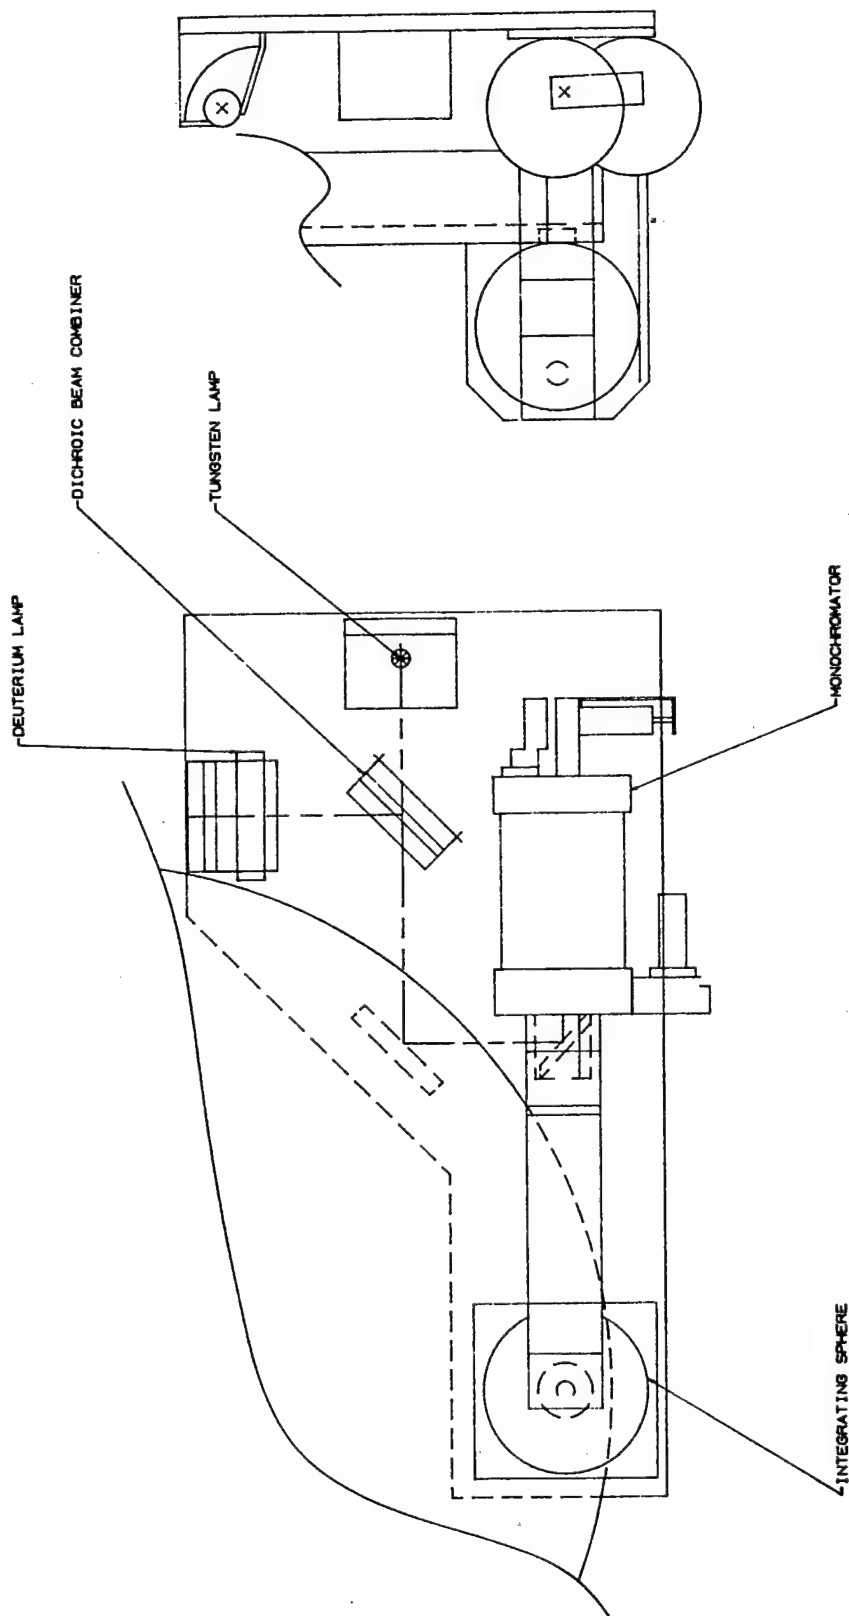 DEUTERIUM LAMP
DICHROIC BEAM COMBINER
TUNGSTEN LAMP
MONOCHROMATOR
INTEGRATING SPHERE